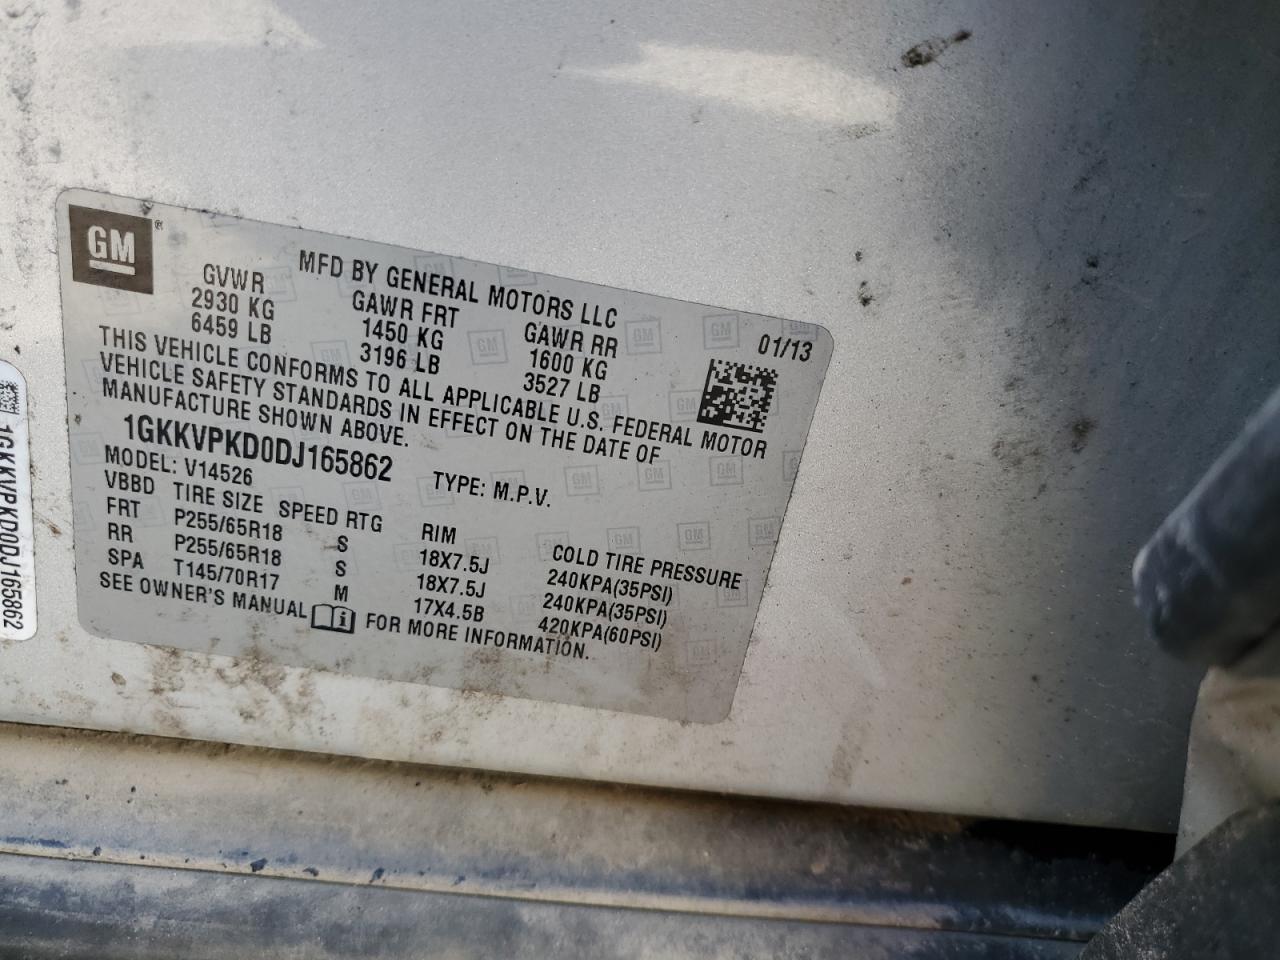 GM
®
MFD BY GENERAL MOTORS LLC
01/13
GVWR GAWR FRT GAWR RR
2930 KG 1450 KG 1600 KG
6459 LB 3196 LB 3527 LB
THIS VEHICLE CONFORMS TO ALL APPLICABLE U.S. FEDERAL MOTOR
VEHICLE SAFETY STANDARDS IN EFFECT ON THE DATE OF
MANUFACTURE SHOWN ABOVE.
1GKKVPKD0DJ165862 TYPE: M.P.V.
MODEL: V14526
VBBD TIRE SIZE SPEED RTG RIM COLD TIRE PRESSURE
FRT P255/65R18 S 18X7.5J 240KPA(35PSI)
RR P255/65R18 S 18X7.5J 240KPA(35PSI)
SPA T145/70R17 M 17X4.5B 420KPA(60PSI)
SEE OWNER'S MANUAL i FOR MORE INFORMATION.
1GKKVPKD0DJ165862